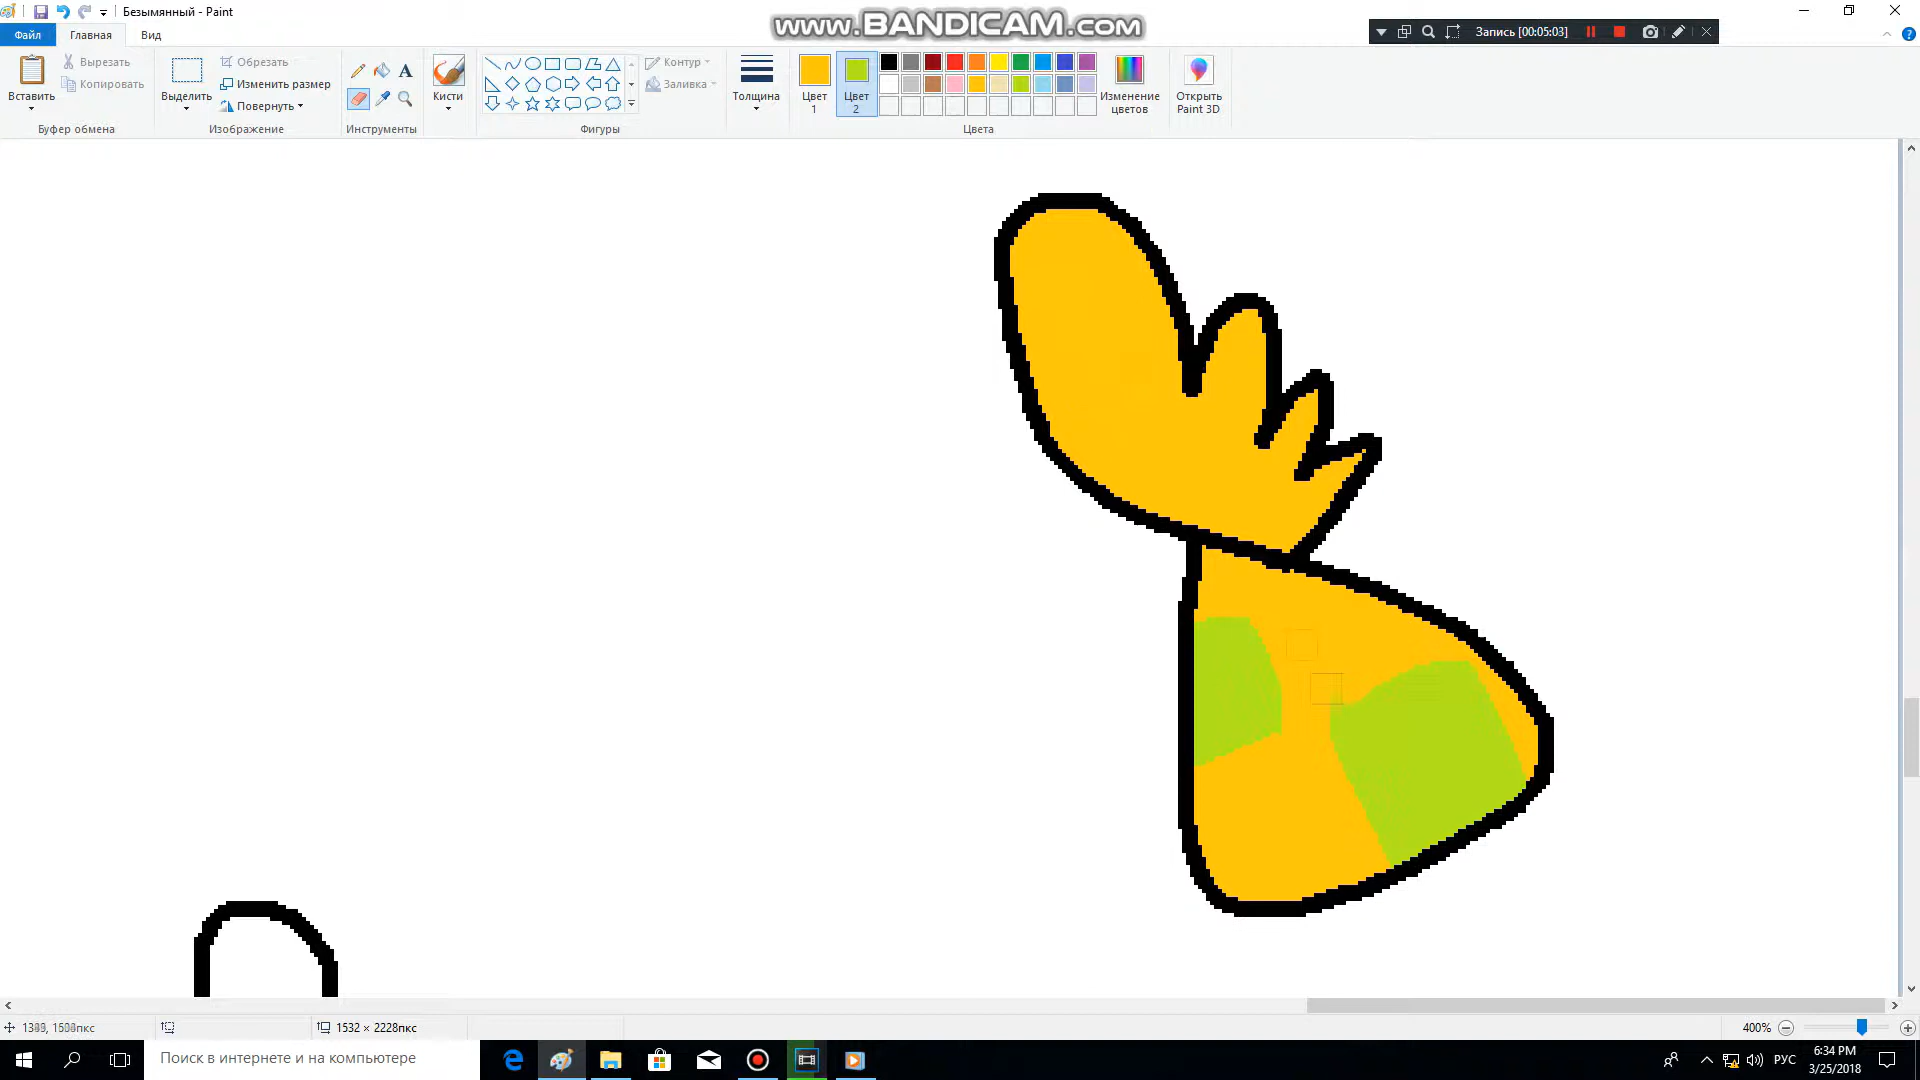 Безымянный - Paint
www.BANDICAM.com
Запись [00:05:03]
Файл
Главная
Вид
Вставить
Вырезать
Копировать
Буфер обмена
Выделить
Обрезать
Изменить размер
Повернуть
Изображение
A
Инструменты
Кисти
Контур
Заливка
Фигуры
Толщина
Цвет
1
Цвет
2
Изменение
цветов
Цвета
Открыть
Paint 3D
1532 × 2228пкс
400%
Поиск в интернете и на компьютере
РУС
6:34 PM
3/25/2018